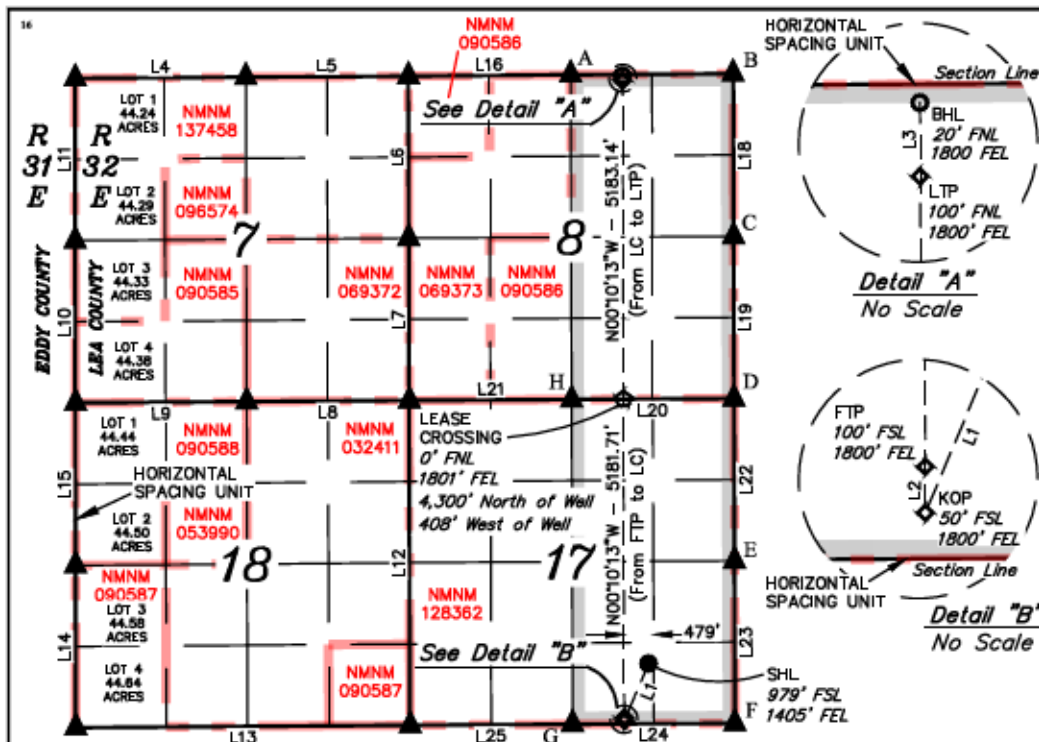 16
NMNM
090586
A
B
L4
L5
L16
See Detail "A"
LOT 1
44.24
ACRES
NMNM
137458
R
31
E
R
32
E
L11
L6
L18
N00°10'13"W - 5183.14'
(From LC to LTP)
LOT 2
44.29
ACRES
NMNM
096574
7
8
C
LOT 3
44.33
ACRES
NMNM
090585
NMNM
069372
NMNM
069373
NMNM
090586
EDDY COUNTY
LEA COUNTY
L10
L7
L19
LOT 4
44.38
ACRES
L9
L8
L21
H
L20
D
LOT 1
44.44
ACRES
NMNM
090588
NMNM
032411
LEASE
CROSSING
0' FNL
1801' FEL
4,300' North of Well
408' West of Well
HORIZONTAL
SPACING UNIT
L15
L22
N00°10'13"W - 5181.71'
(From FTP to LC)
LOT 2
44.50
ACRES
NMNM
053990
18
17
E
L12
NMNM
090587
LOT 3
44.58
ACRES
NMNM
128362
L14
479'
L23
LOT 4
44.64
ACRES
NMNM
090587
See Detail "B"
L1
SHL
979' FSL
1405' FEL
L13
L25
G
L24
F
HORIZONTAL
SPACING UNIT
Section Line
BHL
20' FNL
1800 FEL
L3
LTP
100' FNL
1800' FEL
Detail "A"
No Scale
FTP
100' FSL
1800' FEL
L1
L2
KOP
50' FSL
1800' FEL
Section Line
HORIZONTAL
SPACING UNIT
Detail "B"
No Scale